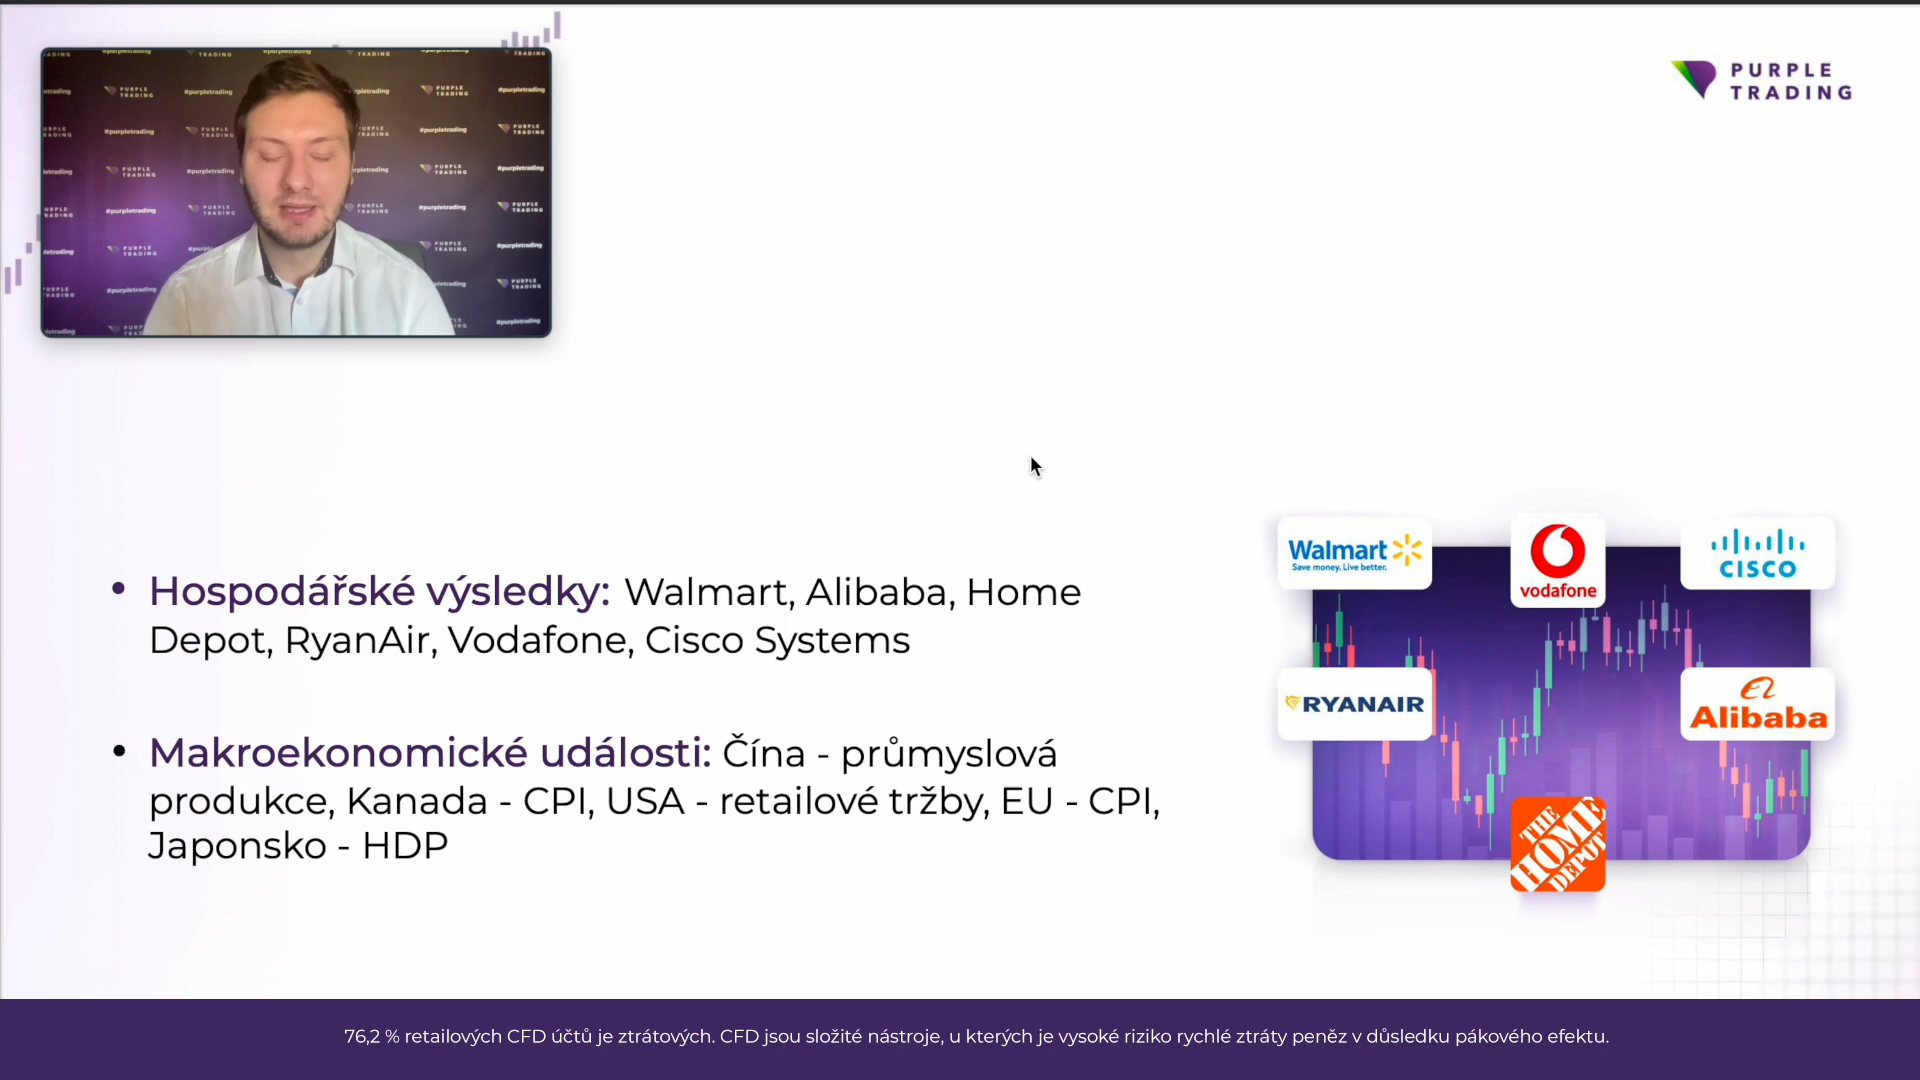 PURPLE
TRADING
Hospodářské výsledky: Walmart, Alibaba, Home
Depot, RyanAir, Vodafone, Cisco Systems
Makroekonomické události: Čína - průmyslová
produkce, Kanada - CPI, USA - retailové tržby, EU - CPI,
Japonsko - HDP
Walmart
Save money. Live better.
vodafone
CISCO
RYANAIR
Alibaba
THE
HOME
DEPOT
#purpletrading
76,2 % retailových CFD účtů je ztrátových. CFD jsou složité nástroje, u kterých je vysoké riziko rychlé ztráty peněz v důsledku pákového efektu.